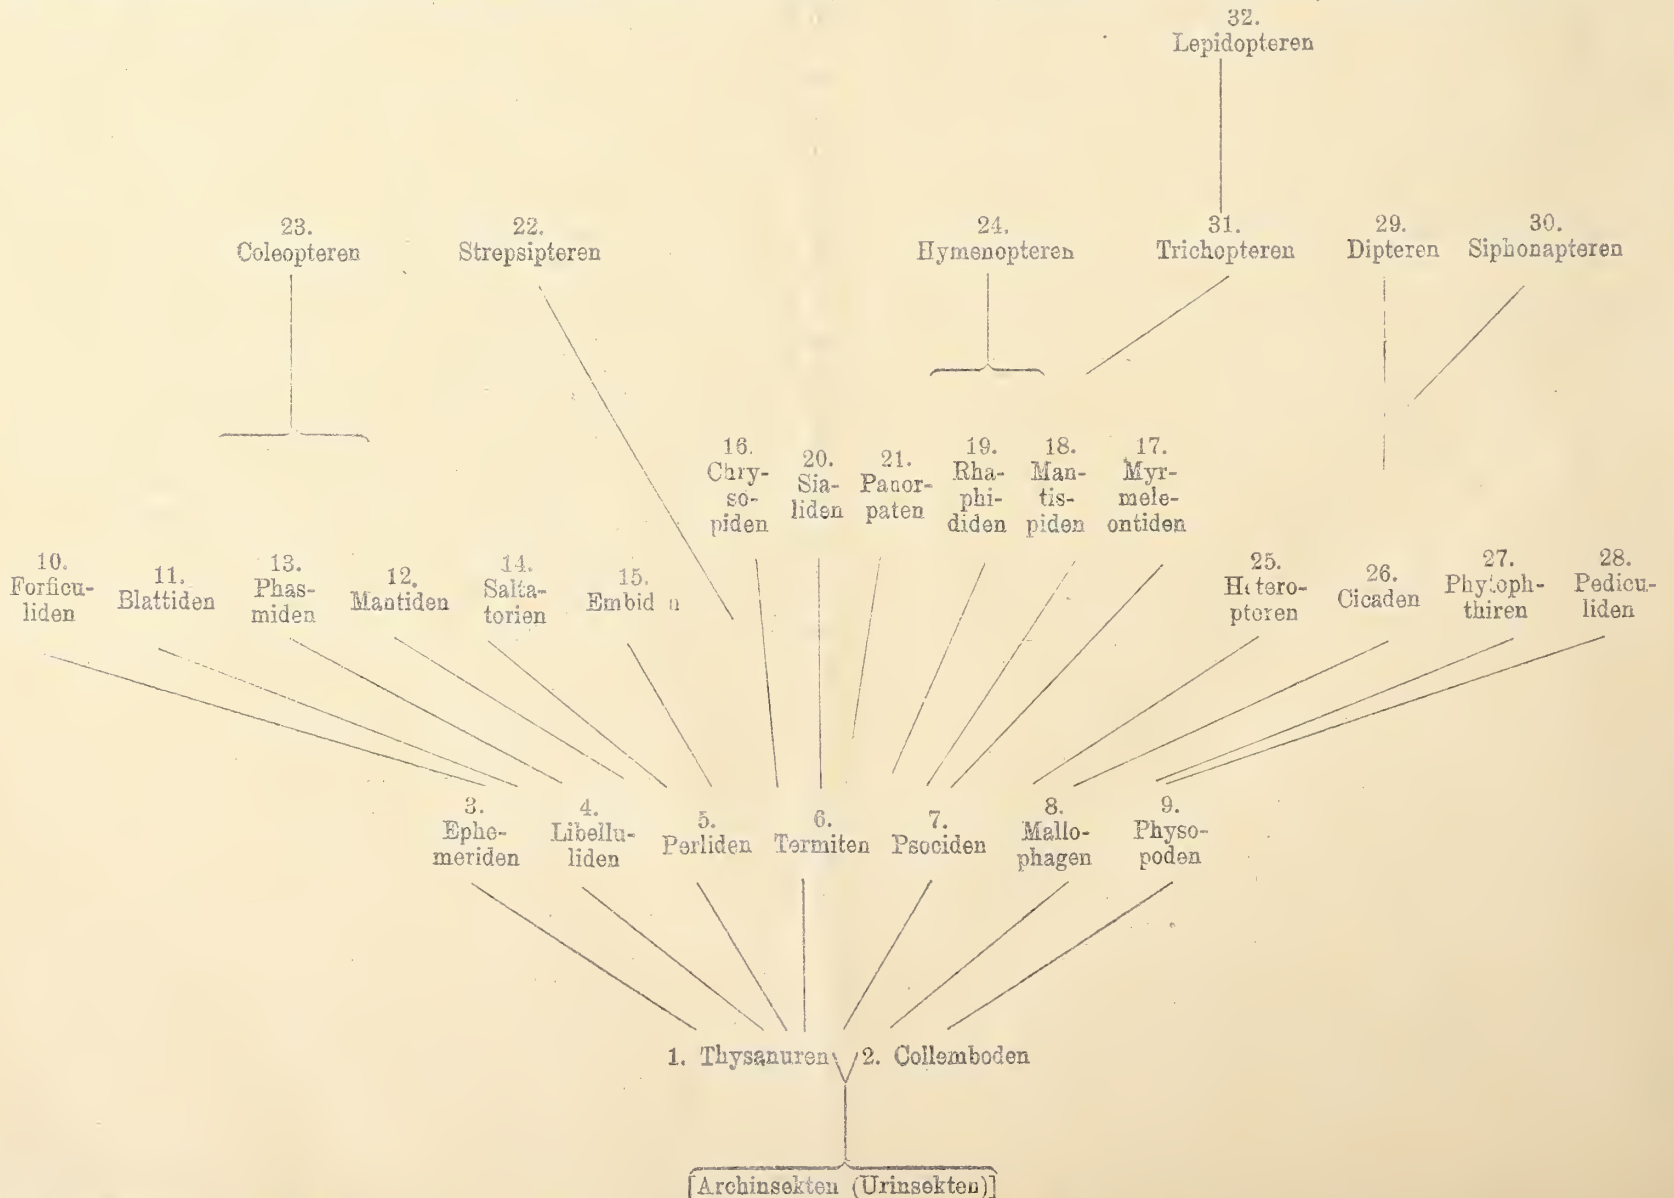 32.
Lepidopteren
23.
Coleopteren
22.
Strepsipteren
24.
Hymenopteren
31.
Trichopteren
29.
Dipteren
30.
Siphonapteren
16.
Chry-
so-
piden
20.
Sia-
liden
21.
Panor-
paten
19.
Rha-
phi-
diden
18.
Man-
tis-
piden
17.
Myr-
mele-
ontiden
10.
Forficu-
liden
11.
Blattiden
13.
Phas-
miden
12.
Mantiden
14.
Salta-
torien
15.
Embid n
25.
Hetero-
pteren
26.
Cicaden
27.
Phytoph-
thiren
28.
Pedicu-
liden
3.
Ephe-
meriden
4.
Libellu-
liden
5.
Perliden
6.
Termiten
7.
Psociden
8.
Mallo-
phagen
9.
Physo-
poden
1. Thysanuren 2. Collemboden
[Archinsekten (Urinsekten)]